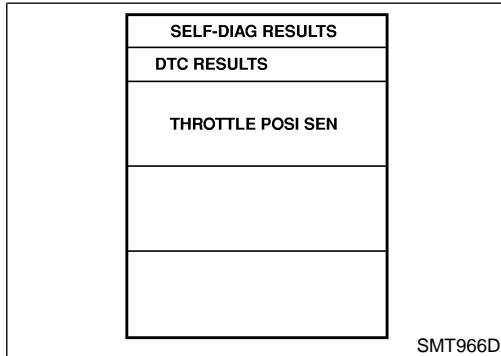 SELF-DIAG RESULTS
DTC RESULTS
THROTTLE POSI SEN
SMT966D